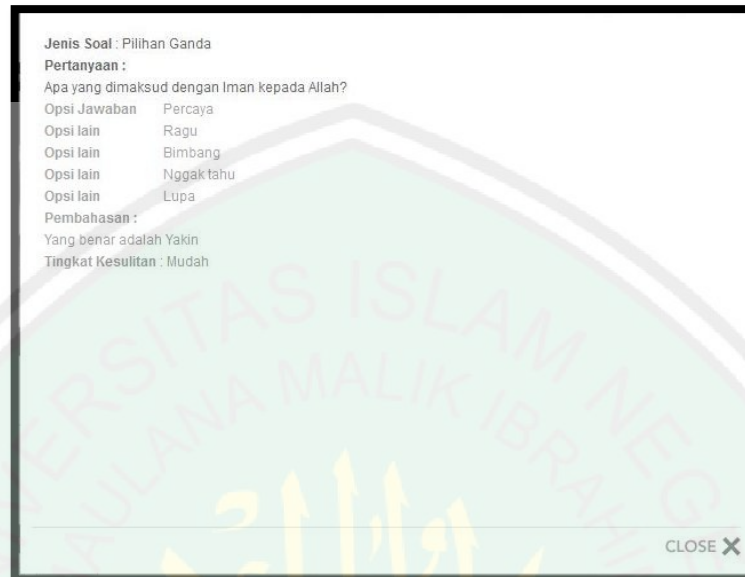 Jenis Soal : Pilihan Ganda
Pertanyaan :
Apa yang dimaksud dengan Iman kepada Allah?
Opsi Jawaban Percaya
Opsi lain Ragu
Opsi lain Bimbang
Opsi lain Nggak tahu
Opsi lain Lupa
Pembahasan :
Yang benar adalah Yakin
Tingkat Kesulitan : Mudah
CLOSE X